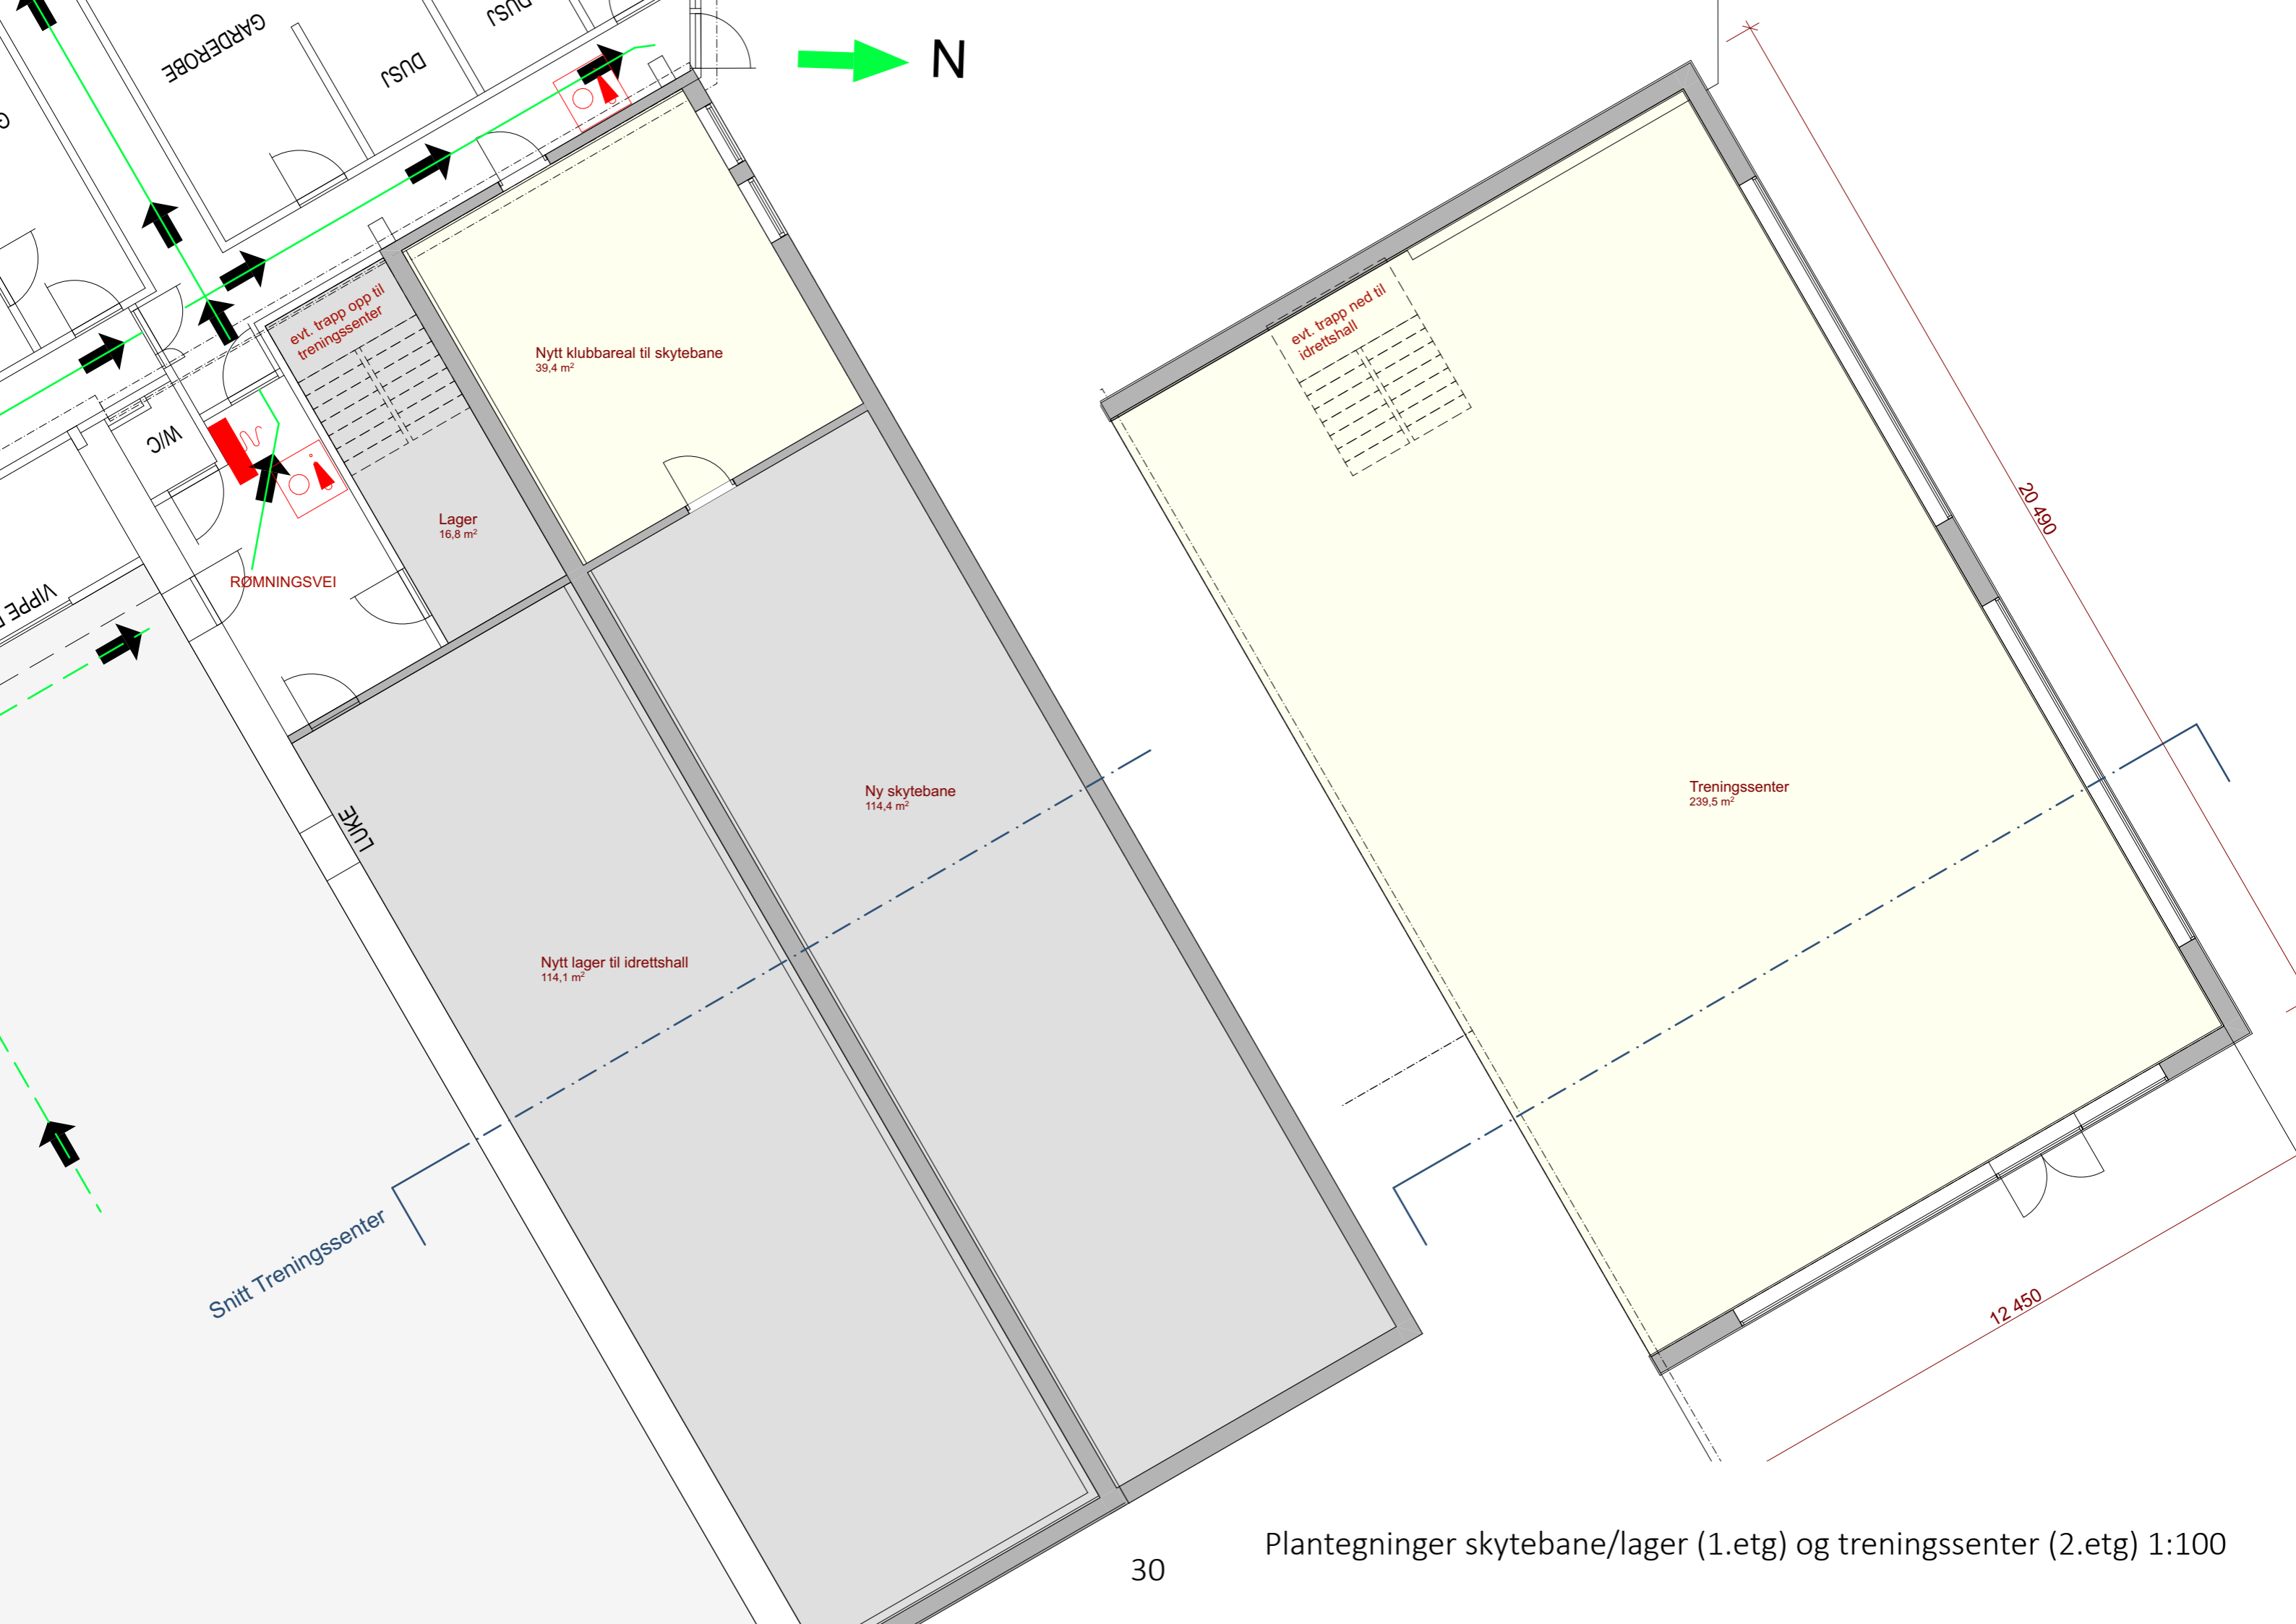 GARDEROBE
DUSJ
DUSJ
N
evt. trapp opp til
treningssenter
Nytt klubbareal til skytebane
39,4 m²
evt. trapp ned til
idrettshall
W/C
Lager
16,8 m²
RØMNINGSVEI
VIPPE
20 490
Ny skytebane
114,4 m²
Treningssenter
239,5 m²
LUKE
Nytt lager til idrettshall
114,1 m²
Snitt Treningssenter
12 450
Plantegninger skytebane/lager (1.etg) og treningssenter (2.etg) 1:100
30